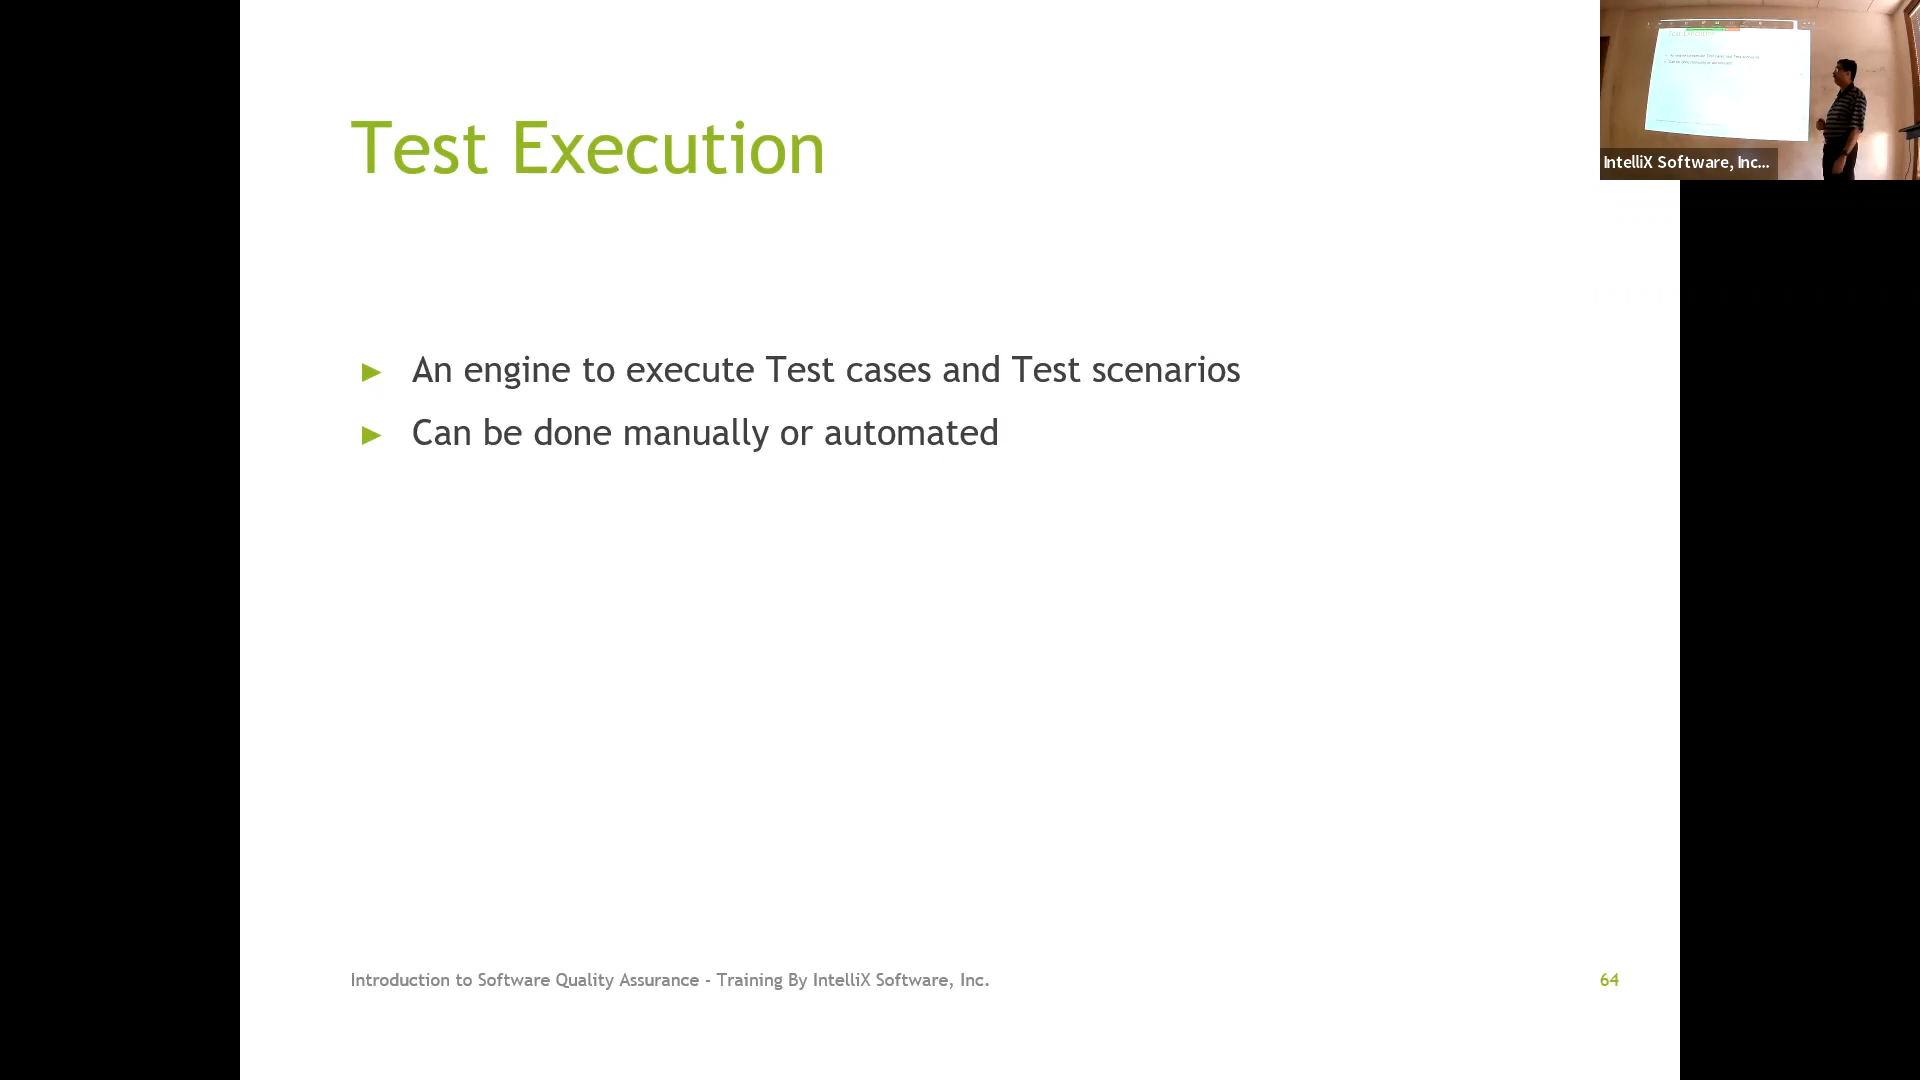 Test Execution
IntelliX Software, Inc...
► An engine to execute Test cases and Test scenarios
► Can be done manually or automated
Introduction to Software Quality Assurance - Training By IntelliX Software, Inc.
64